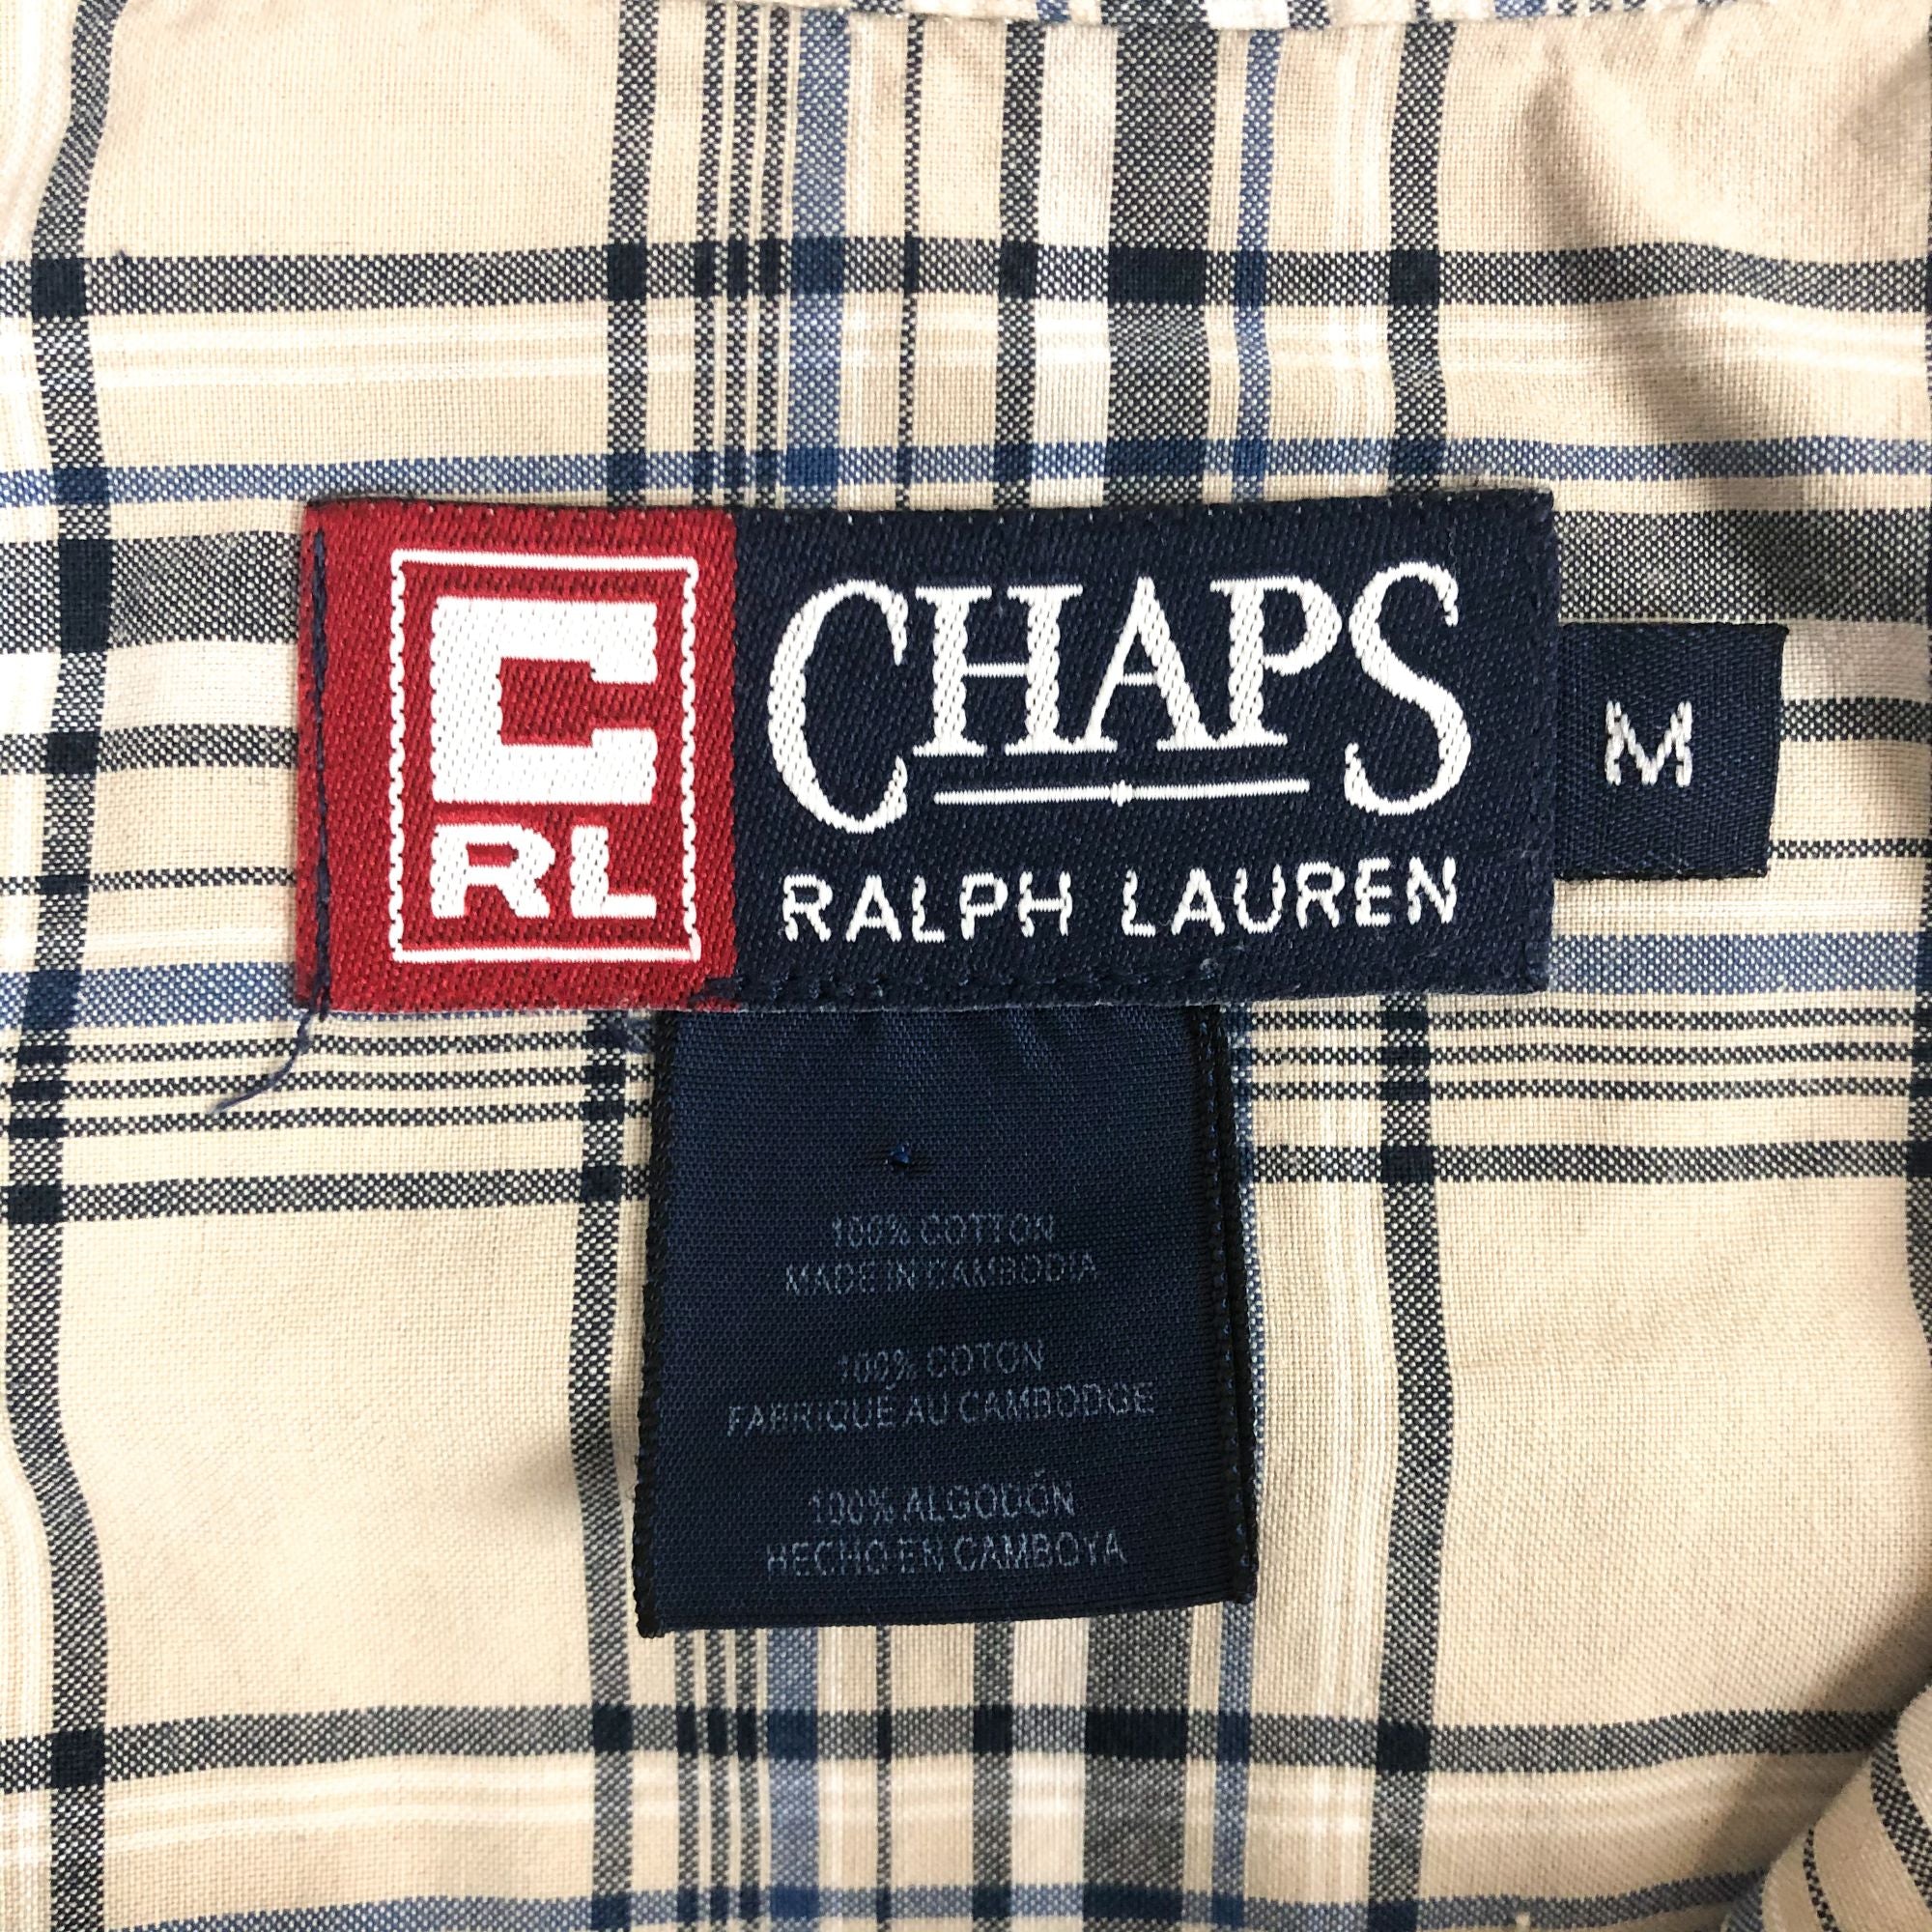 C
RL
CHAPS
RALPH LAUREN
M
100% COTTON
MADE IN CAMBODIA
100% COTON
FABRIQUÉ AU CAMBODGE
100% ALGODÓN
HECHO EN CAMBOYA